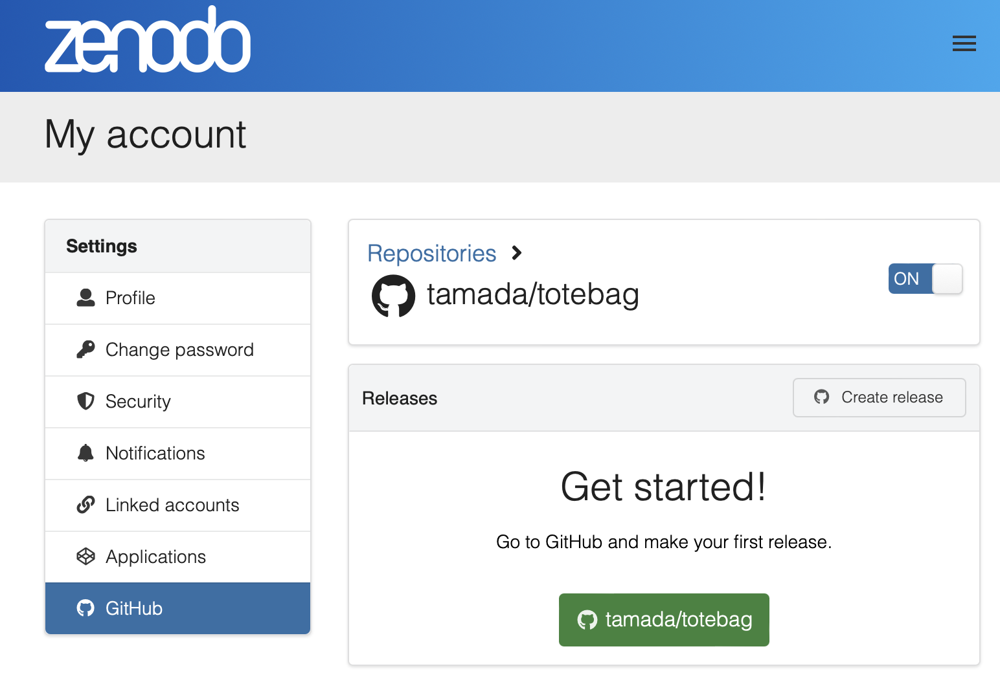 zenodo
My account
Settings
Profile
Change password
Security
Notifications
Linked accounts
Applications
GitHub
Repositories
tamada/totebag
ON
Releases
Create release
Get started!
Go to GitHub and make your first release.
tamada/totebag